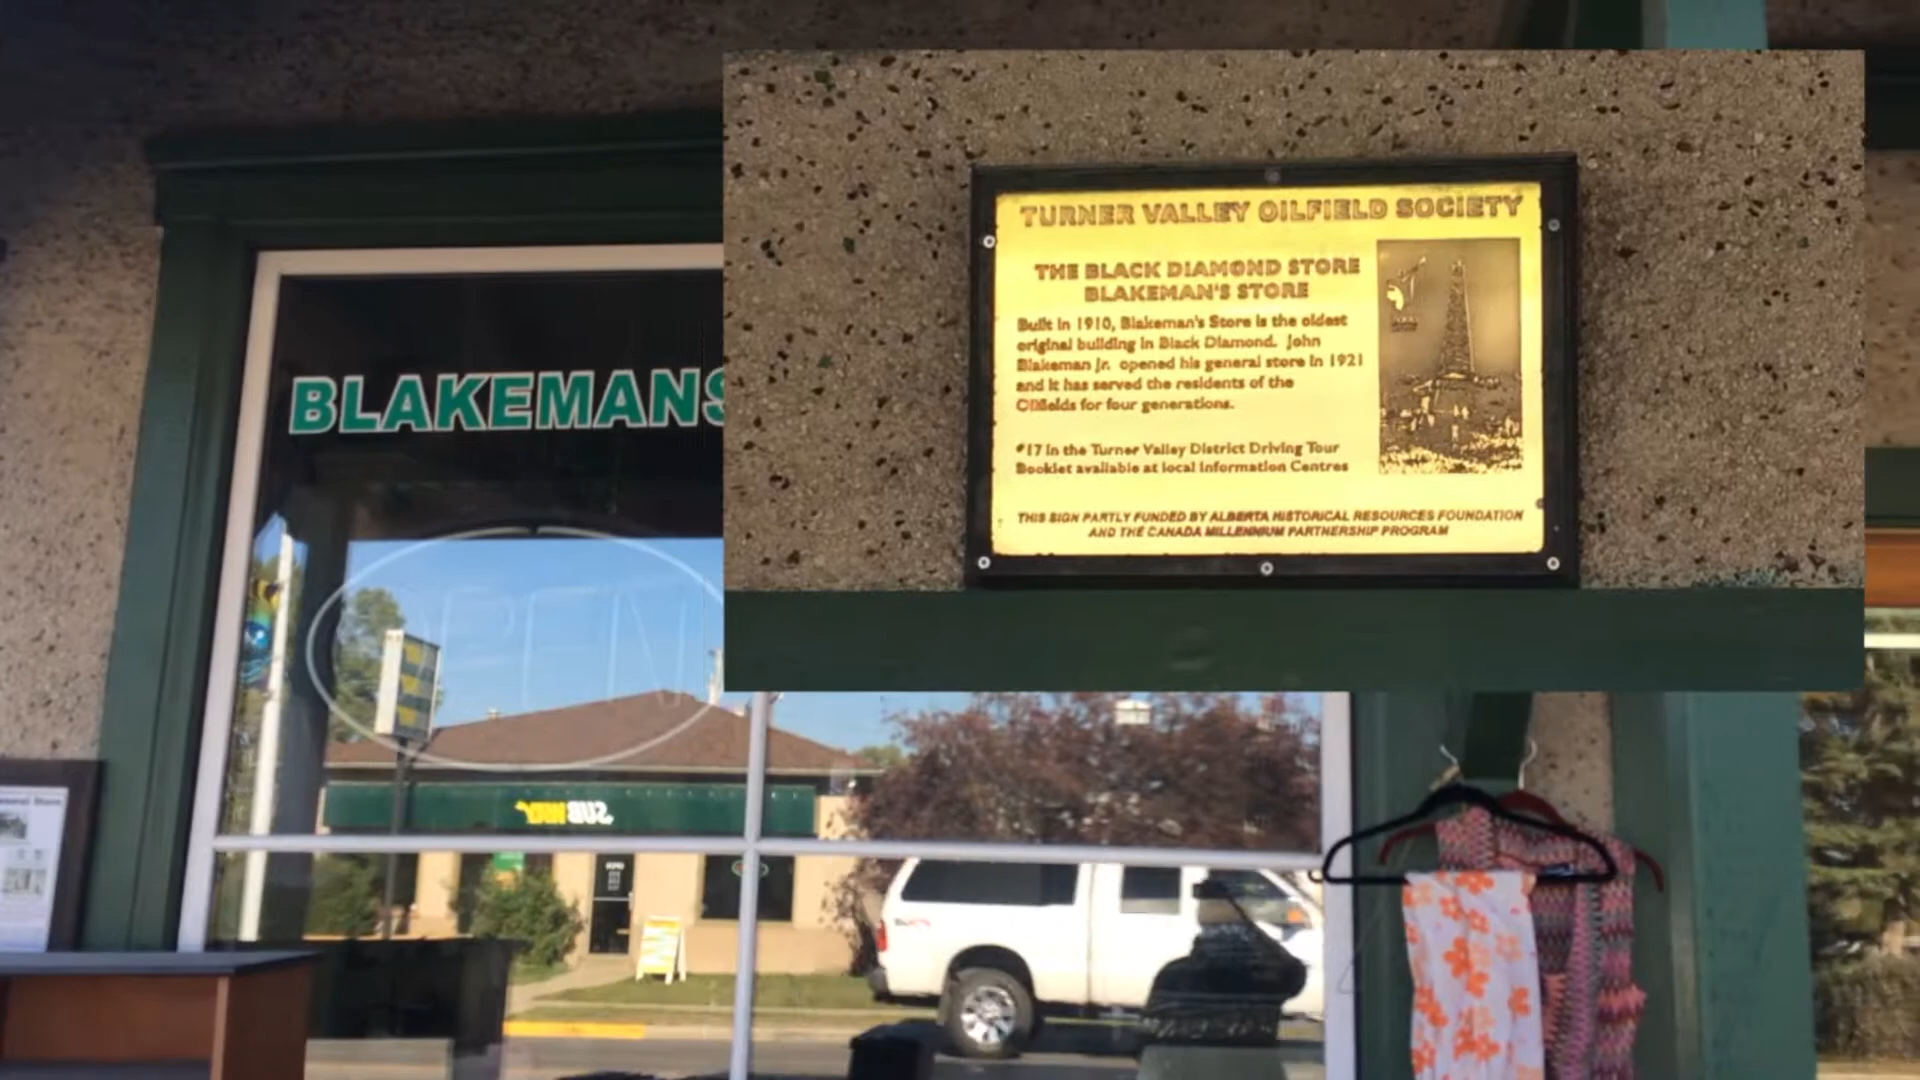 BLAKEMANS
TURNER VALLEY OILFIELD SOCIETY
THE BLACK DIAMOND STORE
BLAKEMAN'S STORE
Built in 1910, Blakeman's Store is the oldest
original building in Black Diamond. John
Blakeman Jr. opened his general store in 1921
and it has served the residents of the
Oilfields for four generations.
#17 in the Turner Valley District Driving Tour
Booklet available at local Information Centres
THIS SIGN PARTLY FUNDED BY ALBERTA HISTORICAL RESOURCES FOUNDATION
AND THE CANADA MILLENNIUM PARTNERSHIP PROGRAM
OPEN
SUBWAY